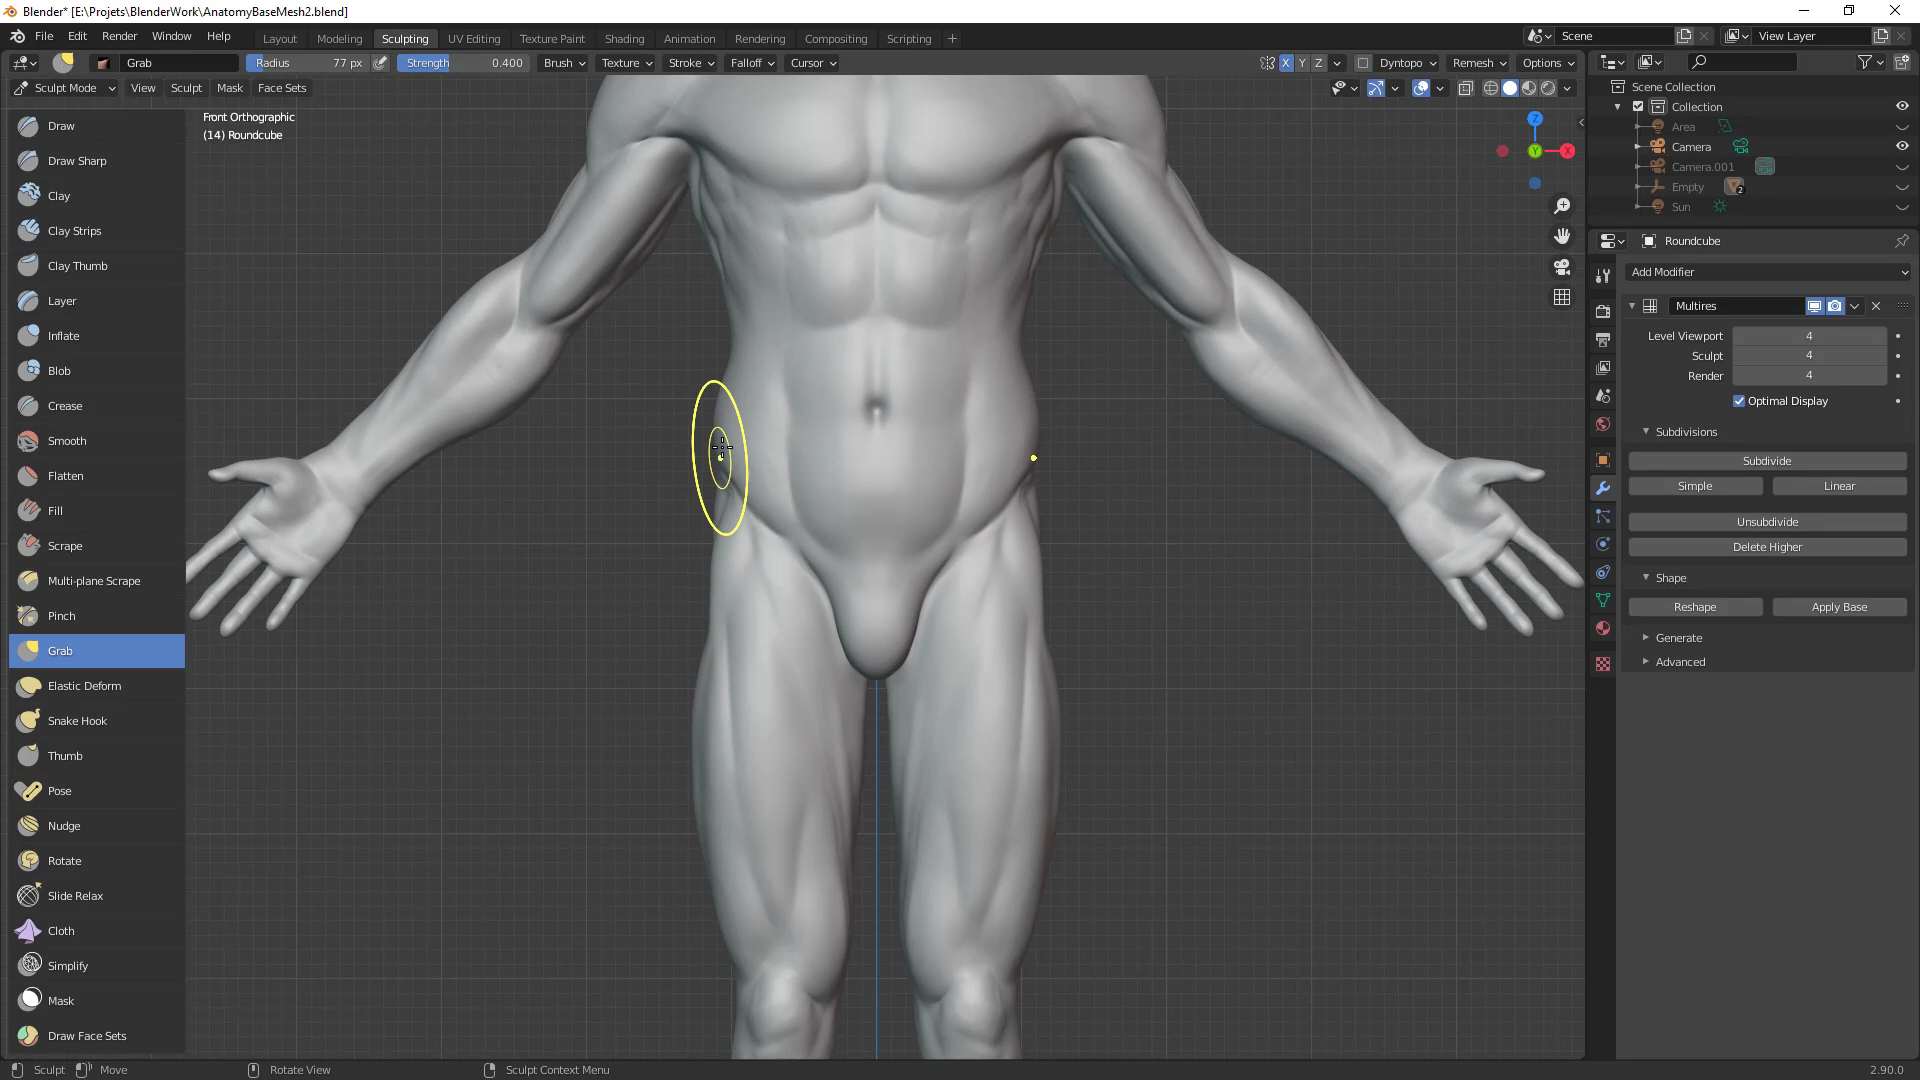 Blender* [E:\Projets\BlenderWork\AnatomyBaseMesh2.blend]
File Edit Render Window Help Layout Modeling Sculpting UV Editing Texture Paint Shading Animation Rendering Compositing Scripting + Scene View Layer
Grab Radius 77 px Strength 0.400 Brush Texture Stroke Falloff Cursor X Y Z Dyntopo Remesh Options
Sculpt Mode View Sculpt Mask Face Sets
Front Orthographic
(14) Roundcube
Draw
Draw Sharp
Clay
Clay Strips
Clay Thumb
Layer
Inflate
Blob
Crease
Smooth
Flatten
Fill
Scrape
Multi-plane Scrape
Pinch
Grab
Elastic Deform
Snake Hook
Thumb
Pose
Nudge
Rotate
Slide Relax
Cloth
Simplify
Mask
Draw Face Sets
Z
Y X
Scene Collection
Collection
Area
Camera
Camera.001
Empty 2
Sun
Roundcube
Add Modifier
Multires
Level Viewport 4
Sculpt 4
Render 4
Optimal Display
Subdivisions
Subdivide
Simple Linear
Unsubdivide
Delete Higher
Shape
Reshape Apply Base
Generate
Advanced
Sculpt Move Rotate View Sculpt Context Menu 2.90.0